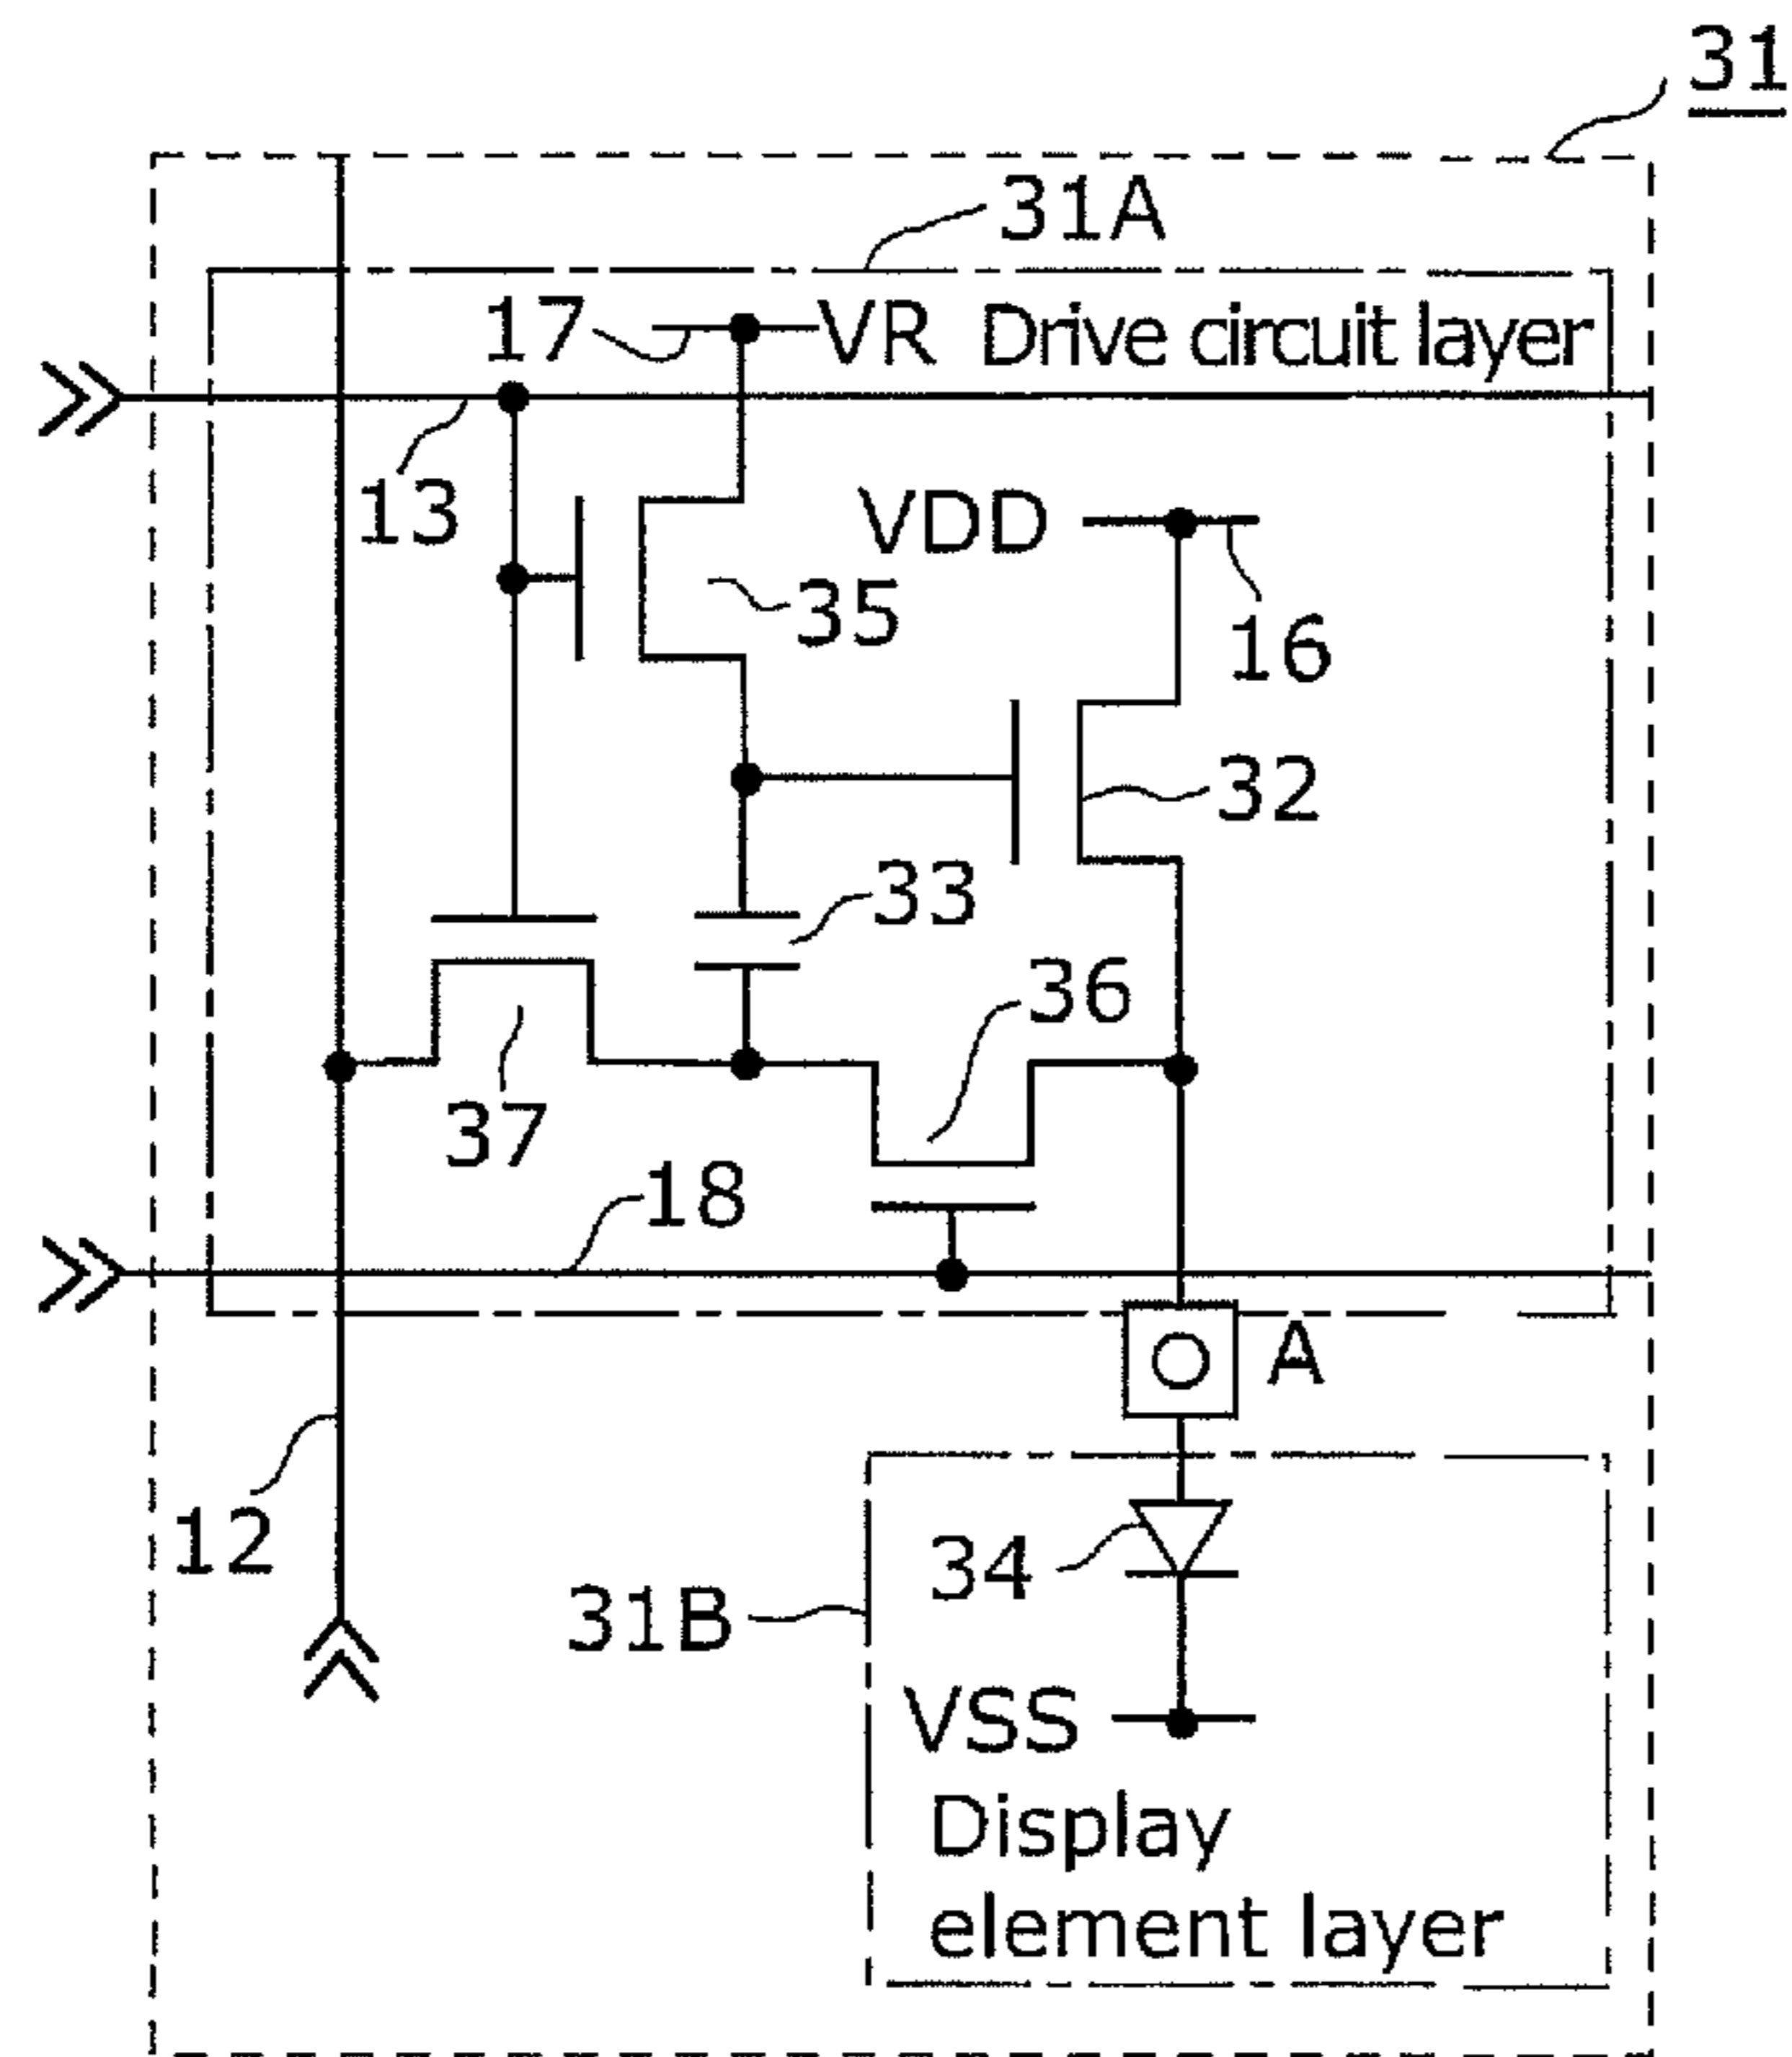 31
31A
17
VR Drive circuit layer
13
VDD
35
16
32
33
36
37
18
A
12
34
31B
VSS
Display
element layer